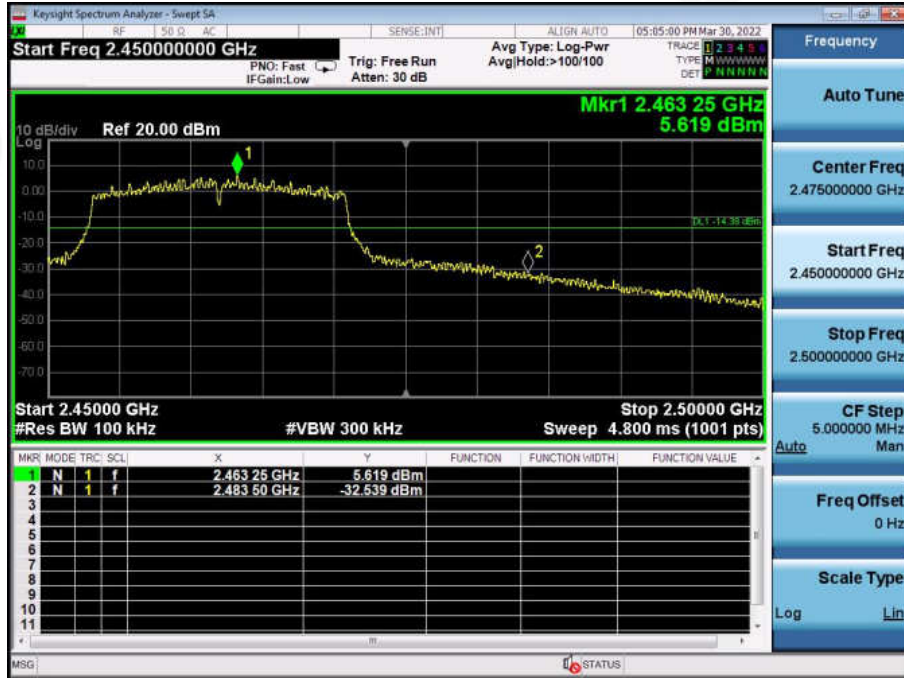 Keysight Spectrum Analyzer - Swept SA
RF 50 Ω AC SENSE:INT ALIGN AUTO 05:05:00 PM Mar 30, 2022
Start Freq 2.450000000 GHz
PNO: Fast
IFGain:Low
Trig: Free Run
Atten: 30 dB
Avg Type: Log-Pwr
Avg|Hold:>100/100
TRACE 1 2 3 4 5 6
TYPE M WWWWW
DET P N N N N N
Mkr1 2.463 25 GHz
5.619 dBm
10 dB/div Ref 20.00 dBm
Log
10.0
0.00
-10.0
-20.0
-30.0
-40.0
-50.0
-60.0
-70.0
1
2
DL1 -14.38 dBm
Start 2.45000 GHz Stop 2.50000 GHz
#Res BW 100 kHz #VBW 300 kHz Sweep 4.800 ms (1001 pts)
MKR MODE TRC SCL X Y FUNCTION FUNCTION WIDTH FUNCTION VALUE
1 N 1 f 2.463 25 GHz 5.619 dBm
2 N 1 f 2.483 50 GHz -32.539 dBm
3
4
5
6
7
8
9
10
11
MSG STATUS
Frequency
Auto Tune
Center Freq
2.475000000 GHz
Start Freq
2.450000000 GHz
Stop Freq
2.500000000 GHz
CF Step
5.000000 MHz
Auto Man
Freq Offset
0 Hz
Scale Type
Log Lin